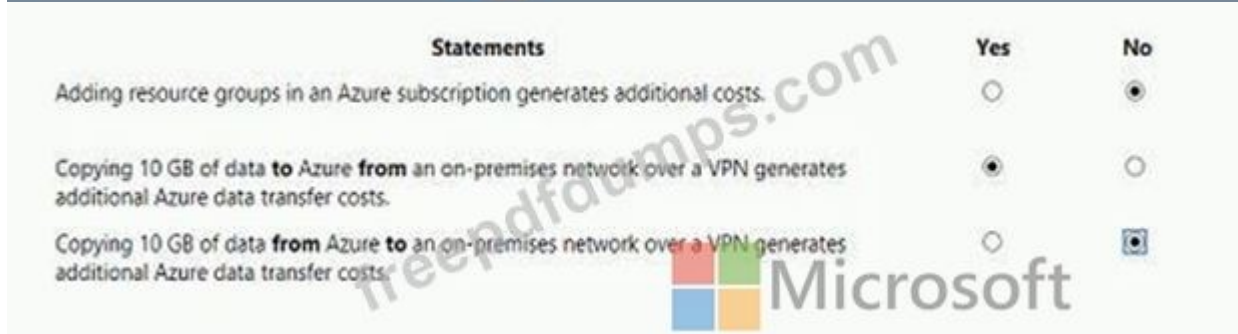 Statements Yes No
Adding resource groups in an Azure subscription generates additional costs.
Copying 10 GB of data to Azure from an on-premises network over a VPN generates
additional Azure data transfer costs.
Copying 10 GB of data from Azure to an on-premises network over a VPN generates
additional Azure data transfer costs.
freepdfdumps.com
Microsoft